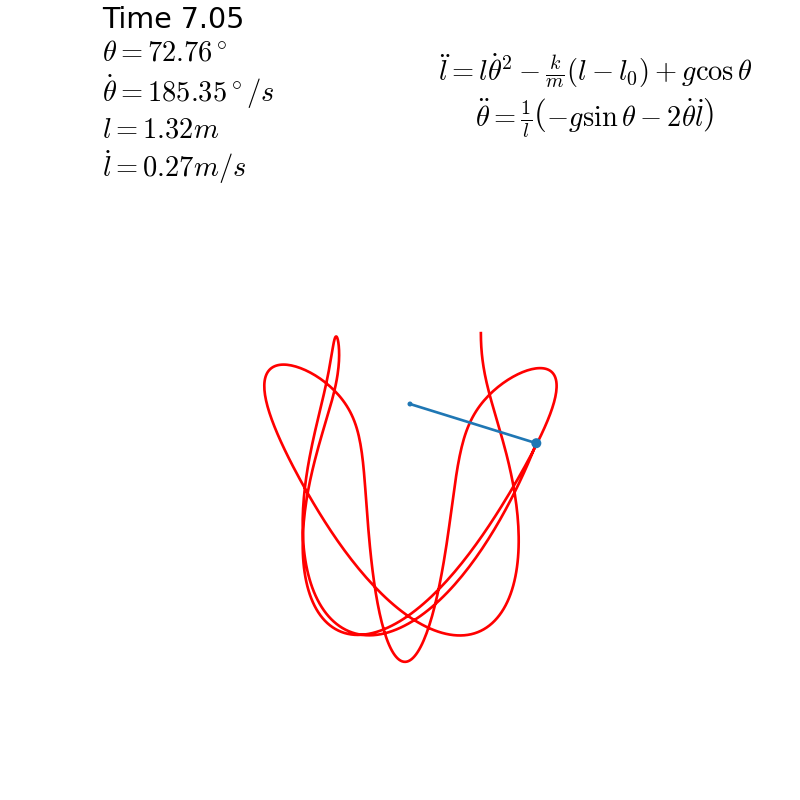 Time 7.05
θ = 72.76°
θ̇ = 185.35°/s
l = 1.32m
l̇ = 0.27m/s
l̈ = lθ̇² − k/m(l − l₀) + g cos θ
θ̈ = 1/l(−g sin θ − 2θ̇l̇)